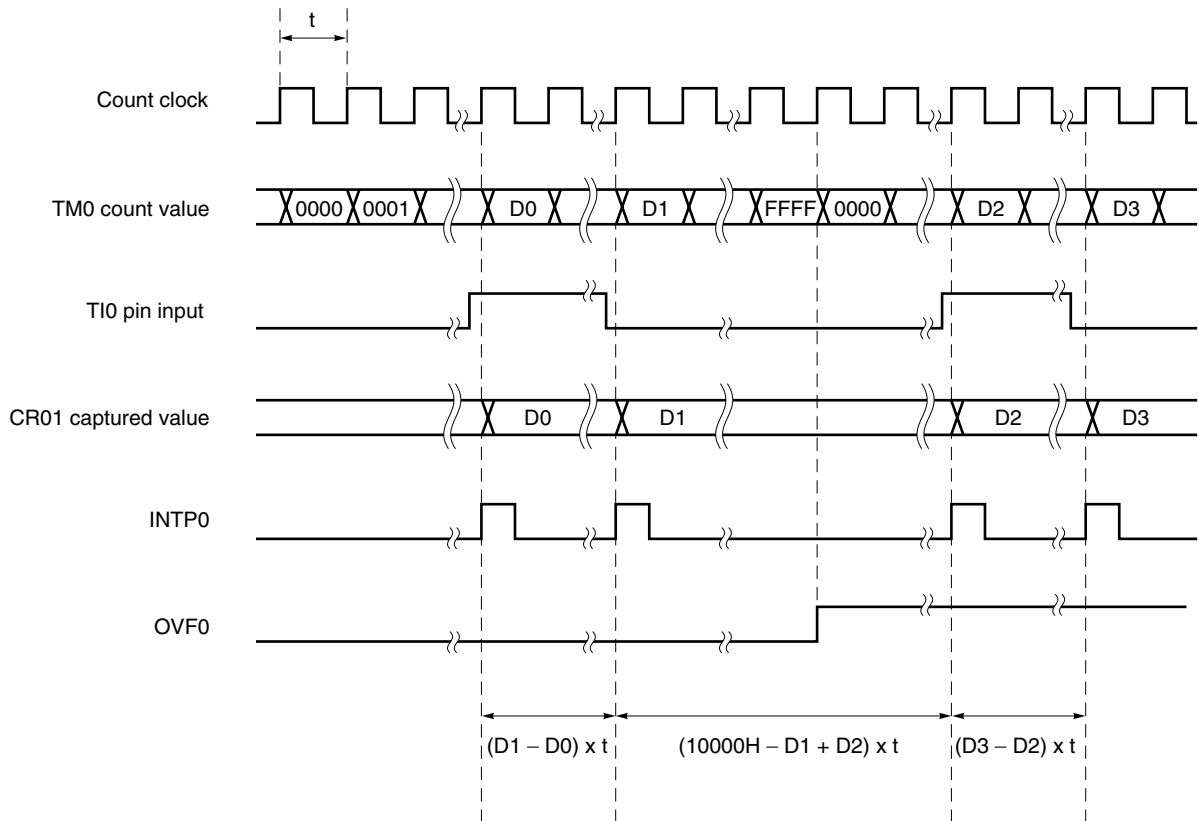 t
Count clock
TM0 count value 0000 0001 D0 D1 FFFF 0000 D2 D3
TI0 pin input
CR01 captured value D0 D1 D2 D3
INTP0
OVF0
(D1 – D0) x t (10000H – D1 + D2) x t (D3 – D2) x t